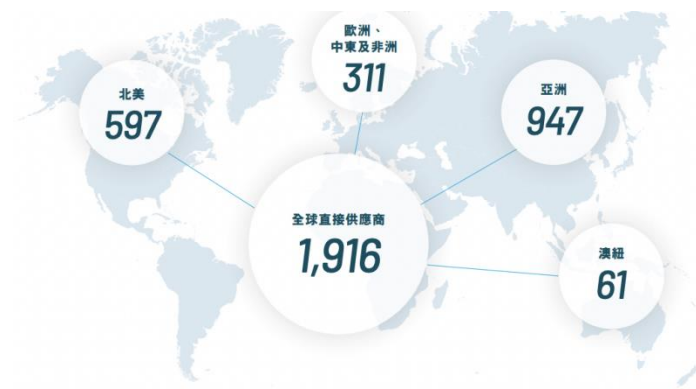 歐洲、
中東及非洲
311
北美
597
亞洲
947
全球直接供應商
1,916
澳紐
61